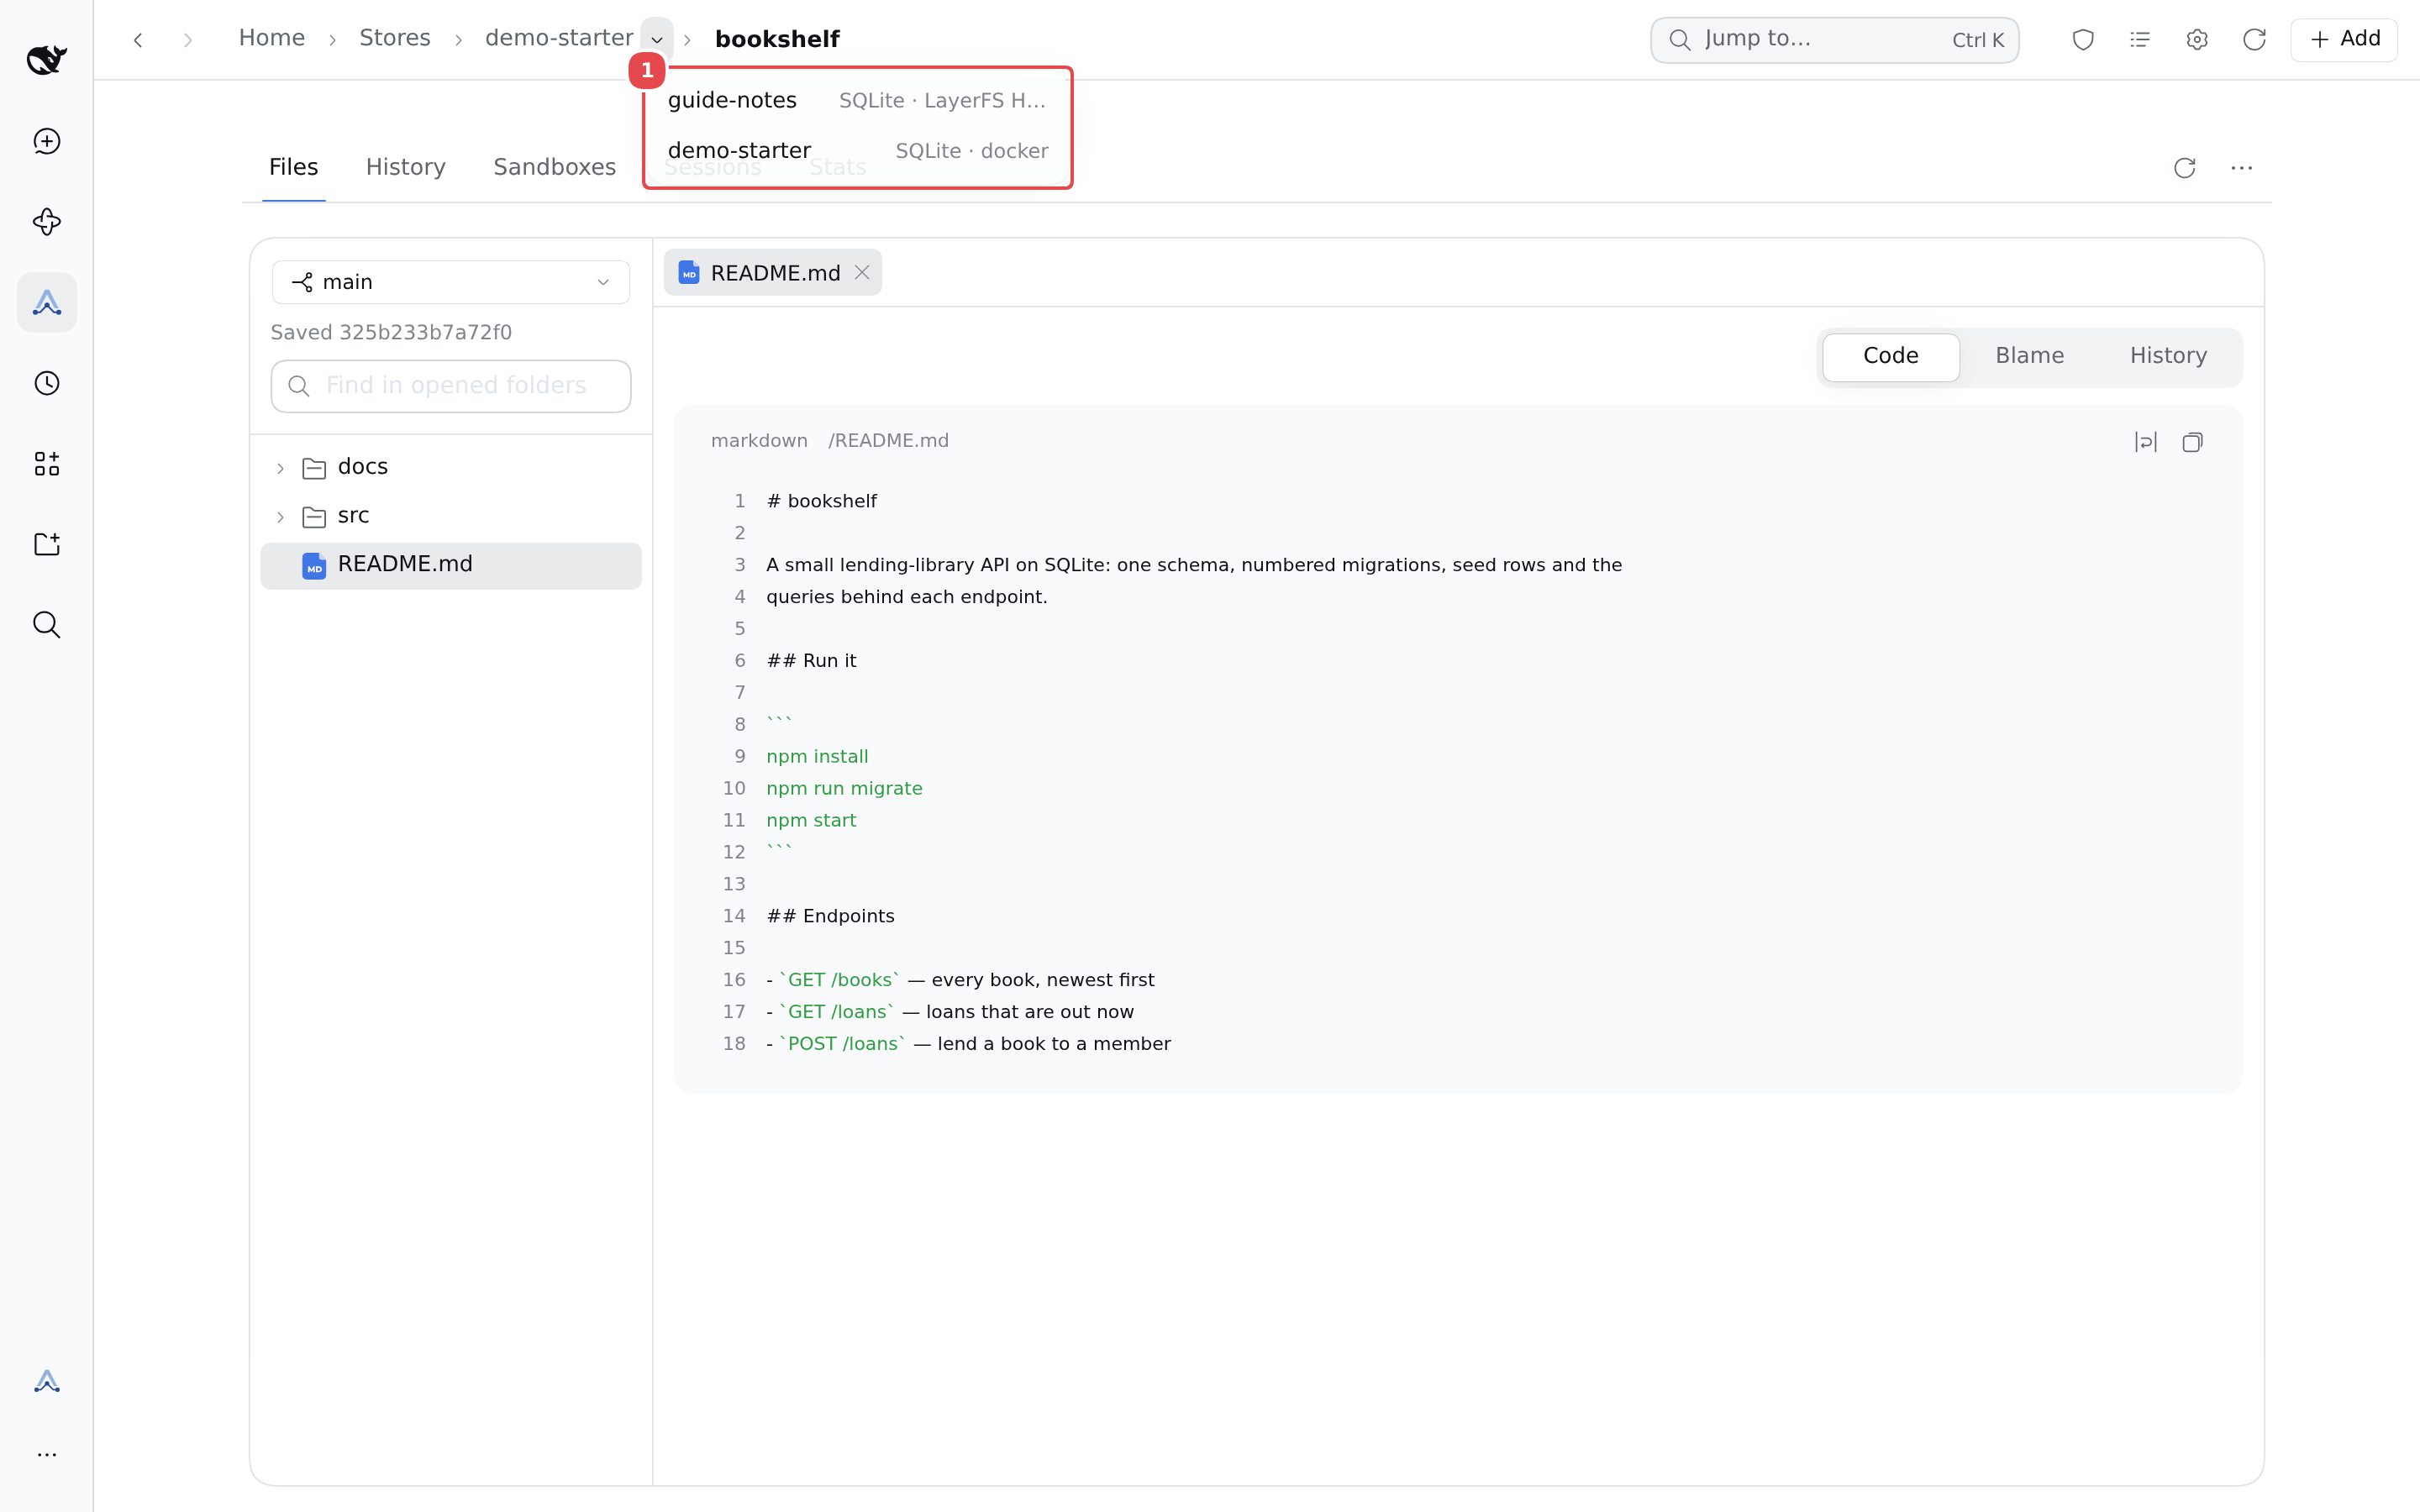 Home
Stores
demo-starter
bookshelf
Jump to...
Ctrl K
Add
1
guide-notes SQLite · LayerFS H...
demo-starter SQLite · docker
Files
History
Sandboxes
Sessions
Stats
main
Saved 325b233b7a72f0
Find in opened folders
docs
src
README.md
README.md
Code
Blame
History
markdown /README.md
1 # bookshelf
2
3 A small lending-library API on SQLite: one schema, numbered migrations, seed rows and the
4 queries behind each endpoint.
5
6 ## Run it
7
8 ```
9 npm install
10 npm run migrate
11 npm start
12 ```
13
14 ## Endpoints
15
16 - `GET /books` — every book, newest first
17 - `GET /loans` — loans that are out now
18 - `POST /loans` — lend a book to a member